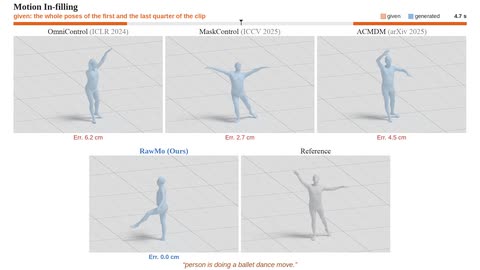 Motion In-filling
given: the whole poses of the first and the last quarter of the clip
given generated 4.7 s
OmniControl (ICLR 2024) MaskControl (ICCV 2025) ACMDM (arXiv 2025)
Err. 6.2 cm Err. 2.7 cm Err. 4.5 cm
RawMo (Ours) Reference
Err. 0.0 cm
"person is doing a ballet dance move."